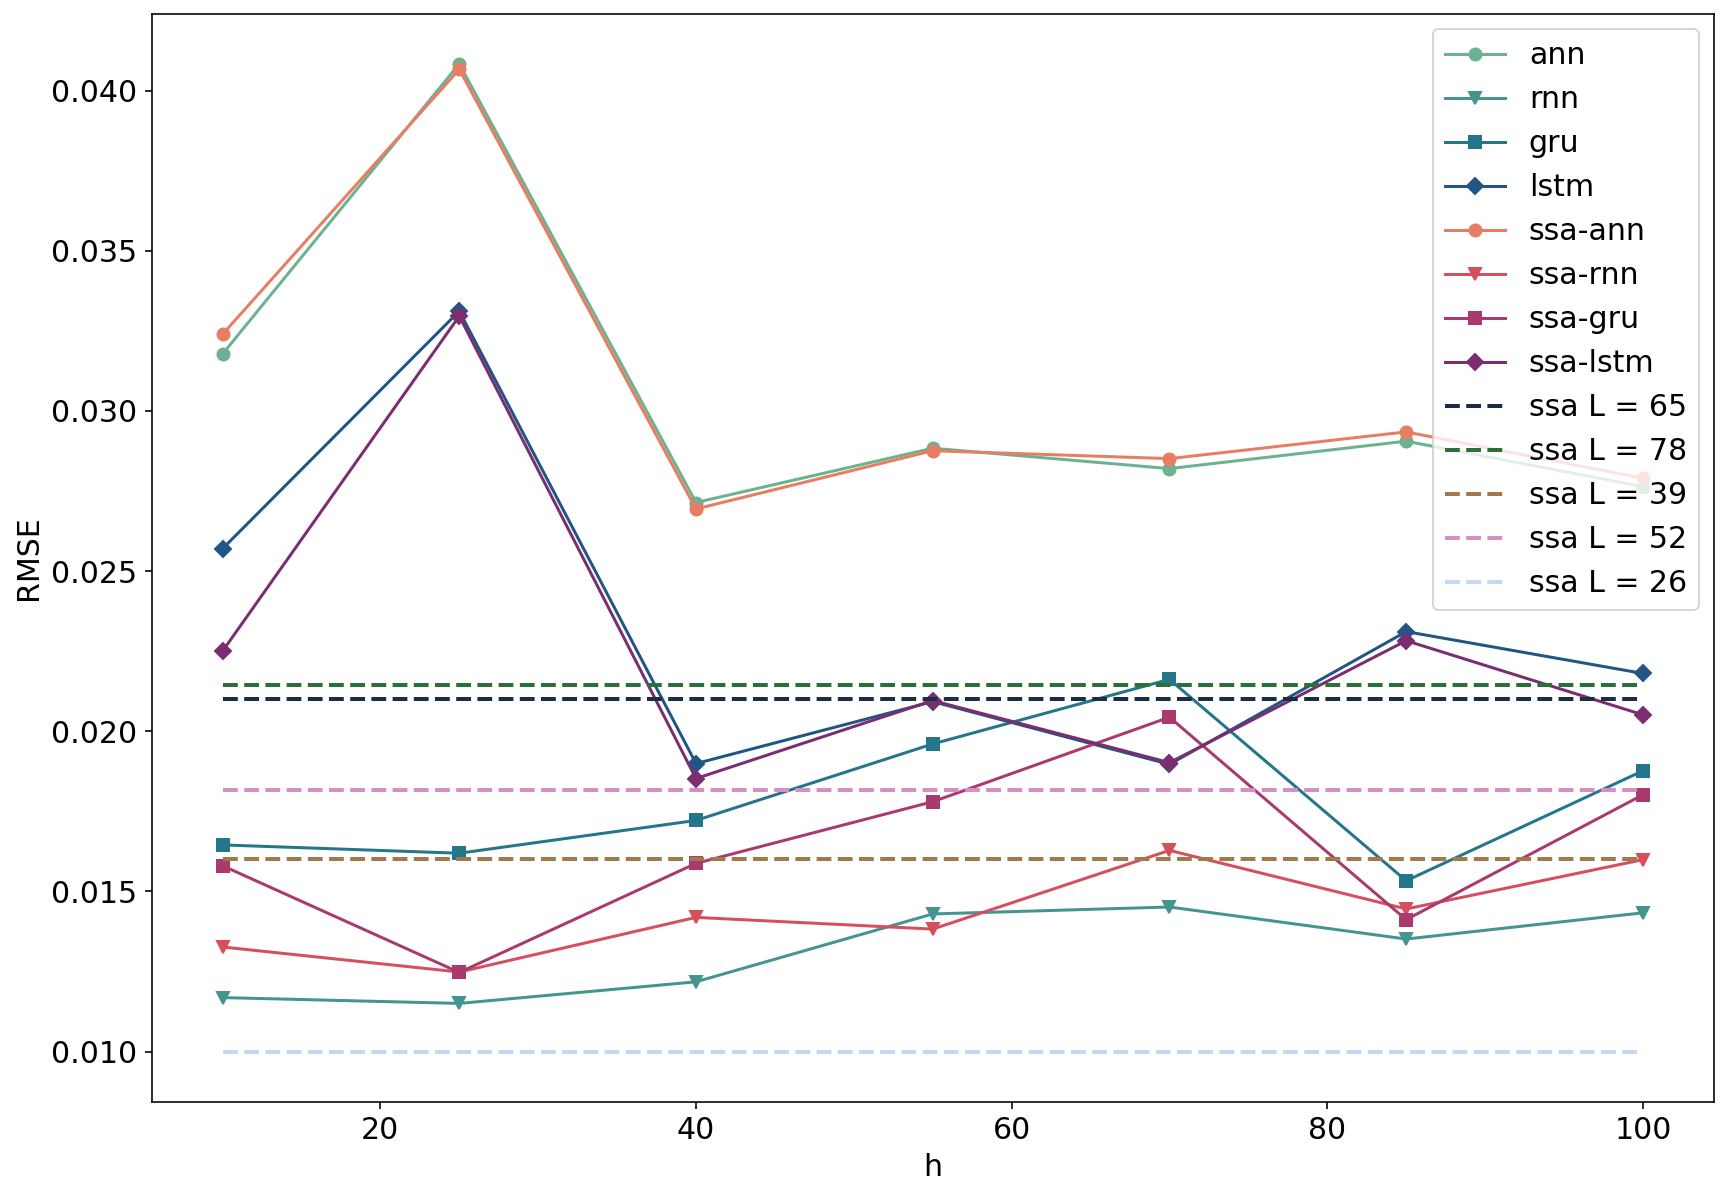 0.040
0.035
0.030
0.025
0.020
0.015
0.010
RMSE
20
40
60
80
100
h
ann
rnn
gru
lstm
ssa-ann
ssa-rnn
ssa-gru
ssa-lstm
ssa L = 65
ssa L = 78
ssa L = 39
ssa L = 52
ssa L = 26